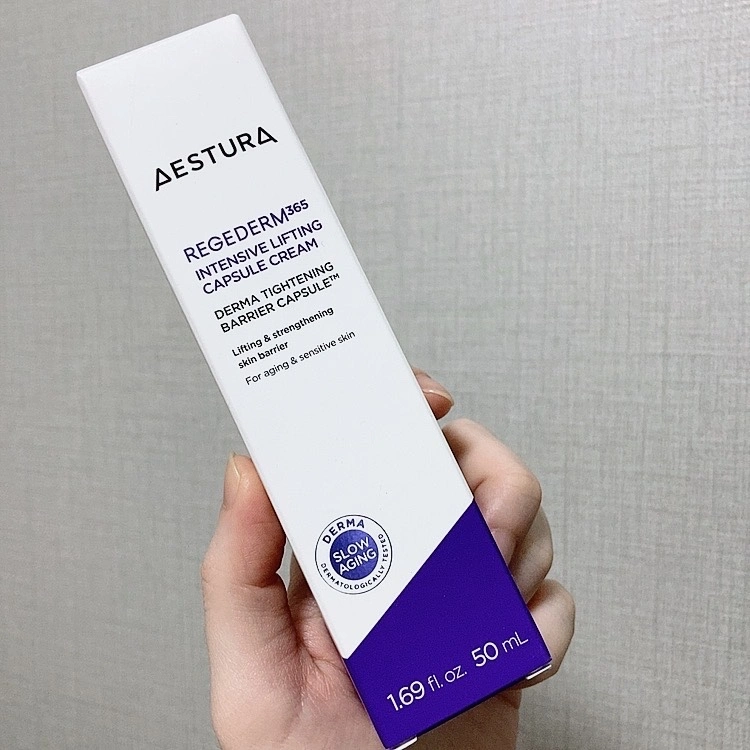 AESTURA
REGEDERM³⁶⁵
INTENSIVE LIFTING
CAPSULE CREAM
DERMA TIGHTENING
BARRIER CAPSULE™
Lifting & strengthening
skin barrier
For aging & sensitive skin
DERMA
SLOW
AGING
DERMATOLOGICALLY TESTED
1.69 fl. oz. 50 mL